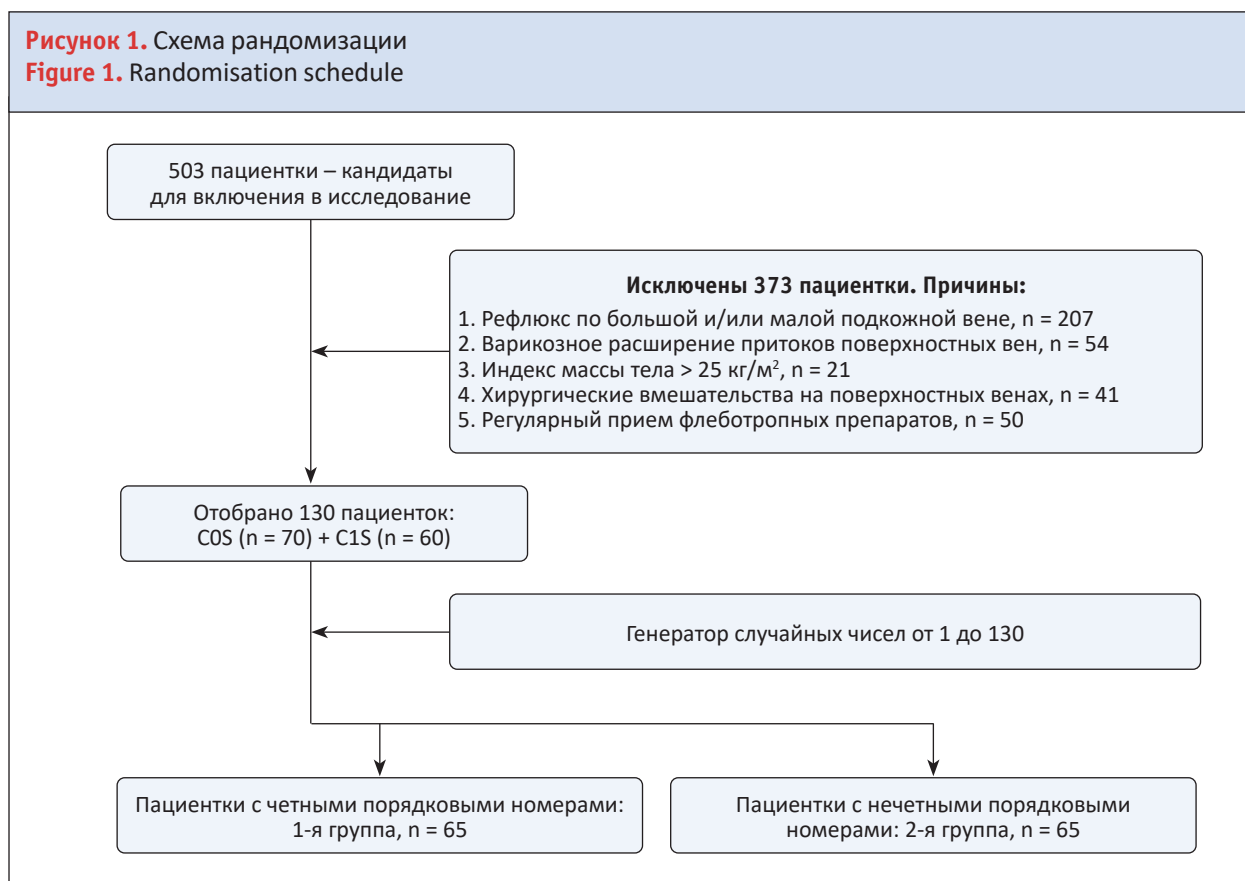 Рисунок 1. Схема рандомизации
Figure 1. Randomisation schedule
503 пациентки – кандидаты
для включения в исследование
Исключены 373 пациентки. Причины:
1. Рефлюкс по большой и/или малой подкожной вене, n = 207
2. Варикозное расширение притоков поверхностных вен, n = 54
3. Индекс массы тела > 25 кг/м², n = 21
4. Хирургические вмешательства на поверхностных венах, n = 41
5. Регулярный прием флеботропных препаратов, n = 50
Отобрано 130 пациенток:
C0S (n = 70) + C1S (n = 60)
Генератор случайных чисел от 1 до 130
Пациентки с четными порядковыми номерами:
1-я группа, n = 65
Пациентки с нечетными порядковыми
номерами: 2-я группа, n = 65